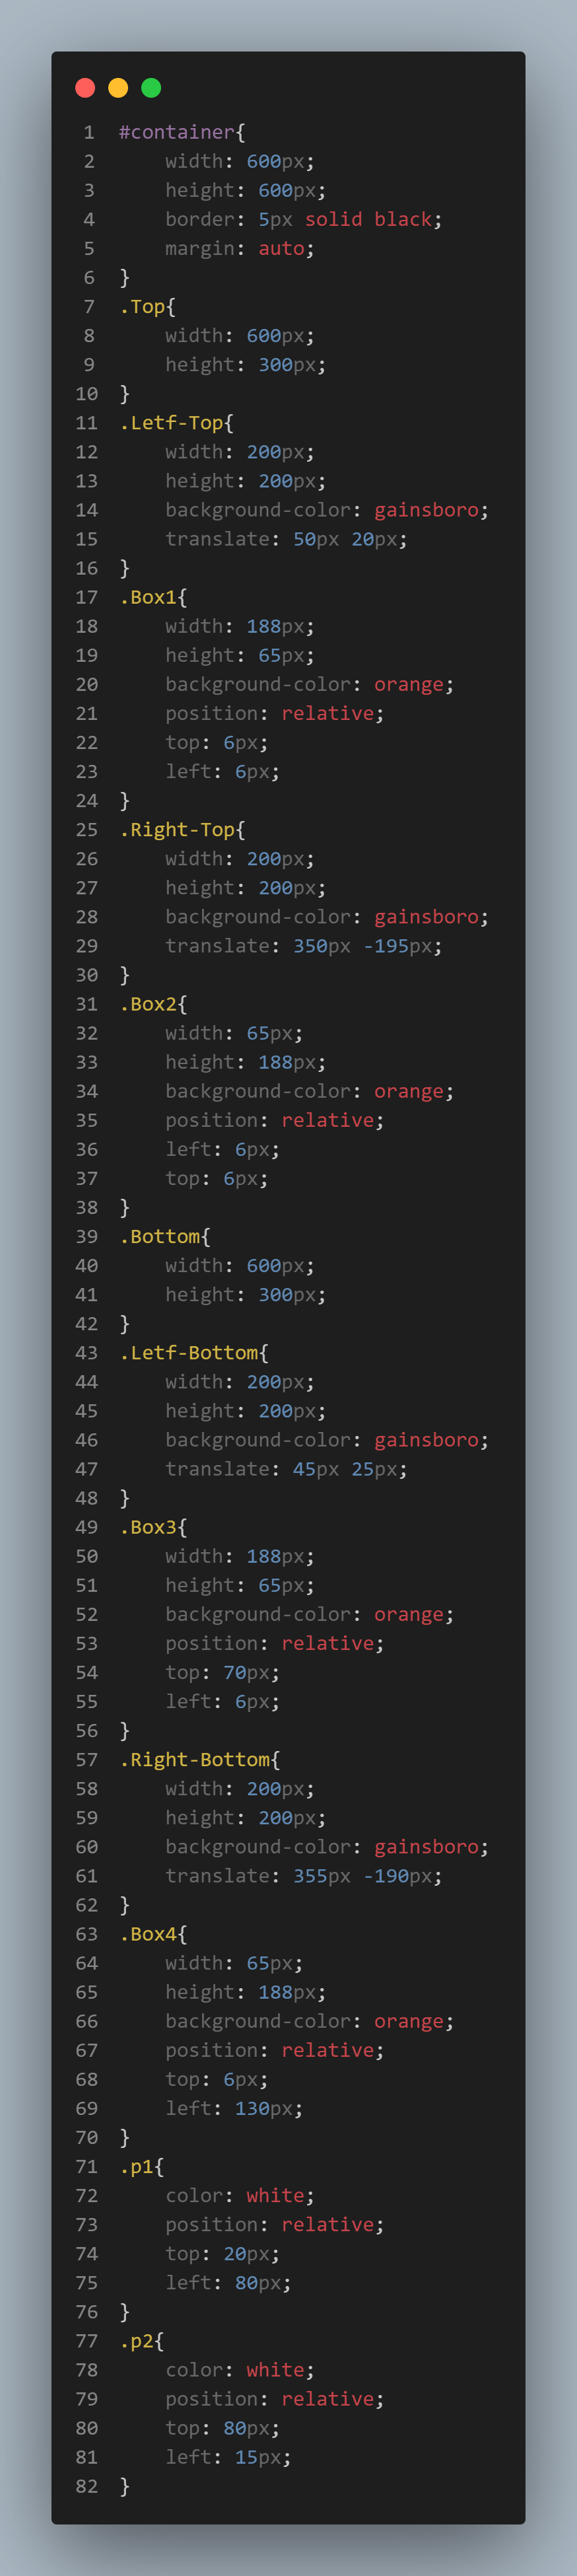 1 #container{
2     width: 600px;
3     height: 600px;
4     border: 5px solid black;
5     margin: auto;
6 }
7 .Top{
8     width: 600px;
9     height: 300px;
10 }
11 .Letf-Top{
12     width: 200px;
13     height: 200px;
14     background-color: gainsboro;
15     translate: 50px 20px;
16 }
17 .Box1{
18     width: 188px;
19     height: 65px;
20     background-color: orange;
21     position: relative;
22     top: 6px;
23     left: 6px;
24 }
25 .Right-Top{
26     width: 200px;
27     height: 200px;
28     background-color: gainsboro;
29     translate: 350px -195px;
30 }
31 .Box2{
32     width: 65px;
33     height: 188px;
34     background-color: orange;
35     position: relative;
36     left: 6px;
37     top: 6px;
38 }
39 .Bottom{
40     width: 600px;
41     height: 300px;
42 }
43 .Letf-Bottom{
44     width: 200px;
45     height: 200px;
46     background-color: gainsboro;
47     translate: 45px 25px;
48 }
49 .Box3{
50     width: 188px;
51     height: 65px;
52     background-color: orange;
53     position: relative;
54     top: 70px;
55     left: 6px;
56 }
57 .Right-Bottom{
58     width: 200px;
59     height: 200px;
60     background-color: gainsboro;
61     translate: 355px -190px;
62 }
63 .Box4{
64     width: 65px;
65     height: 188px;
66     background-color: orange;
67     position: relative;
68     top: 6px;
69     left: 130px;
70 }
71 .p1{
72     color: white;
73     position: relative;
74     top: 20px;
75     left: 80px;
76 }
77 .p2{
78     color: white;
79     position: relative;
80     top: 80px;
81     left: 15px;
82 }